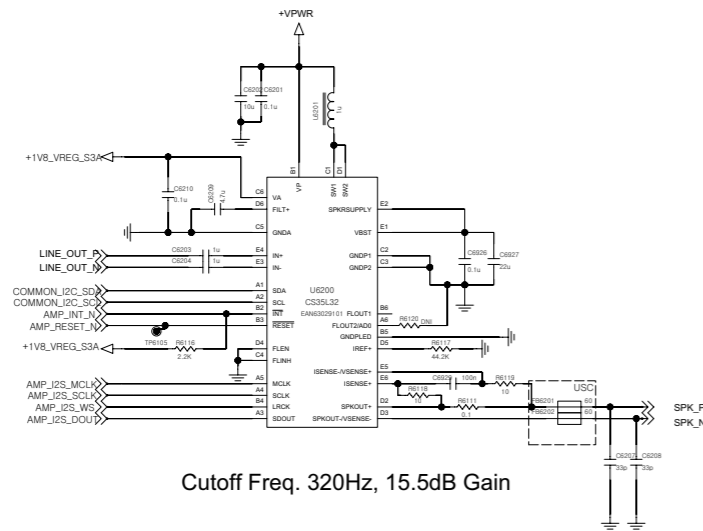 +VPWR
C6202
C6201
10u
0.1u
L6201
1u
+1V8_VREG_S3A
C6210
0.1u
C6209
4.7u
B1
C1
D1
VP
SW1
SW2
C6
VA
D6
FILT+
C5
GNDA
LINE_OUT_P
C6203
1u
E4
IN+
LINE_OUT_N
C6204
1u
E3
IN-
COMMON_I2C_SDA
A1
SDA
COMMON_I2C_SCL
A2
SCL
AMP_INT_N
B2
INT
AMP_RESET_N
B3
RESET
TP6105
+1V8_VREG_S3A
R6116
2.2K
D4
FLEN
C4
FLINH
AMP_I2S_MCLK
A5
MCLK
AMP_I2S_SCLK
A4
SCLK
AMP_I2S_WS
B4
LRCK
AMP_I2S_DOUT
A3
SDOUT
U6200
CS35L32
EAN63029101
SPKRSUPPLY
E2
VBST
E1
GNDP1
C2
GNDP2
C3
C6926
0.1u
C6927
22u
FLOUT1
B6
FLOUT2/AD0
A6
R6120
DNI
GNDPLED
B5
IREF+
D5
R6117
44.2K
ISENSE-/VSENSE+
E5
ISENSE+
E6
C6929
100n
R6119
10
R6118
10
SPKOUT+
D2
R6111
0.1
SPKOUT-/VSENSE-
D3
USC
FB6201
60
FB6202
60
SPK_P
SPK_N
C6207
33p
C6208
33p
Cutoff Freq. 320Hz, 15.5dB Gain